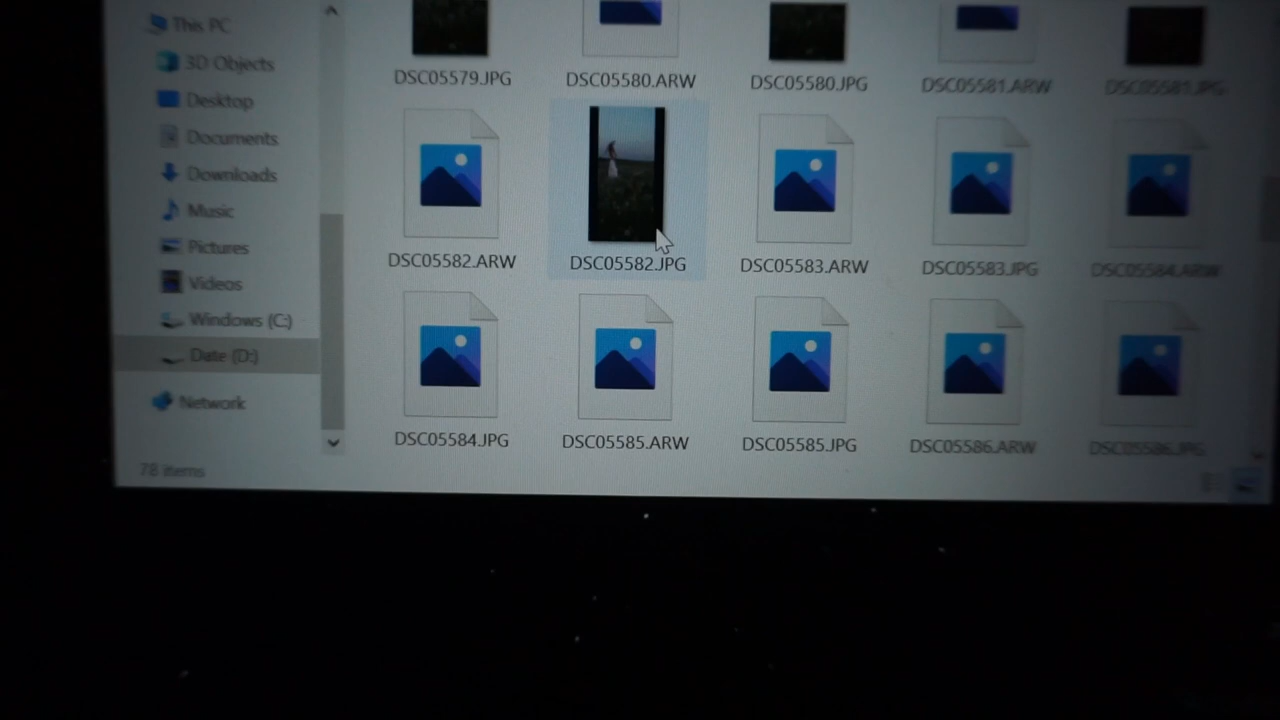 This PC
3D Objects
Desktop
Documents
Downloads
Music
Pictures
Videos
Windows (C:)
Date (D:)
Network
78 items
DSC05579.JPG DSC05580.ARW DSC05580.JPG DSC05581.ARW DSC05581.JPG
DSC05582.ARW DSC05582.JPG DSC05583.ARW DSC05583.JPG DSC05584.ARW
DSC05584.JPG DSC05585.ARW DSC05585.JPG DSC05586.ARW DSC05586.JPG